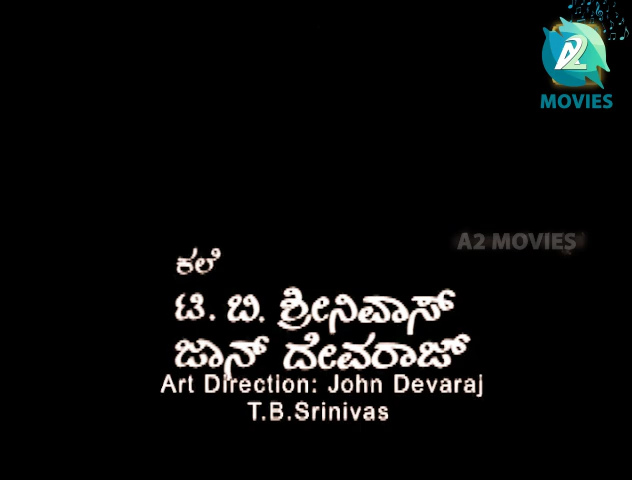 A2
MOVIES
A2 MOVIES
ಕಲೆ
ಟಿ. ಬಿ. ಶ್ರೀನಿವಾಸ್
ಜಾನ್ ದೇವರಾಜ್
Art Direction: John Devaraj
T.B.Srinivas